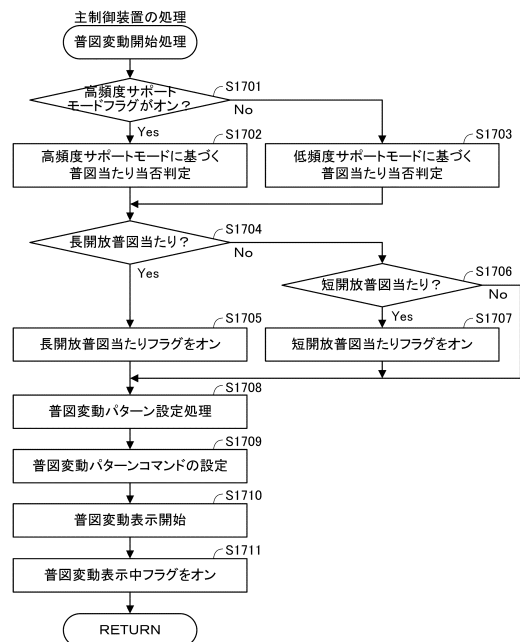 主制御装置の処理
普図変動開始処理
S1701
高頻度サポート
モードフラグがオン？
No
Yes
S1702
高頻度サポートモードに基づく
普図当たり当否判定
S1703
低頻度サポートモードに基づく
普図当たり当否判定
S1704
長開放普図当たり？
No
Yes
S1706
短開放普図当たり？
No
Yes
S1705
長開放普図当たりフラグをオン
S1707
短開放普図当たりフラグをオン
S1708
普図変動パターン設定処理
S1709
普図変動パターンコマンドの設定
S1710
普図変動表示開始
S1711
普図変動表示中フラグをオン
RETURN